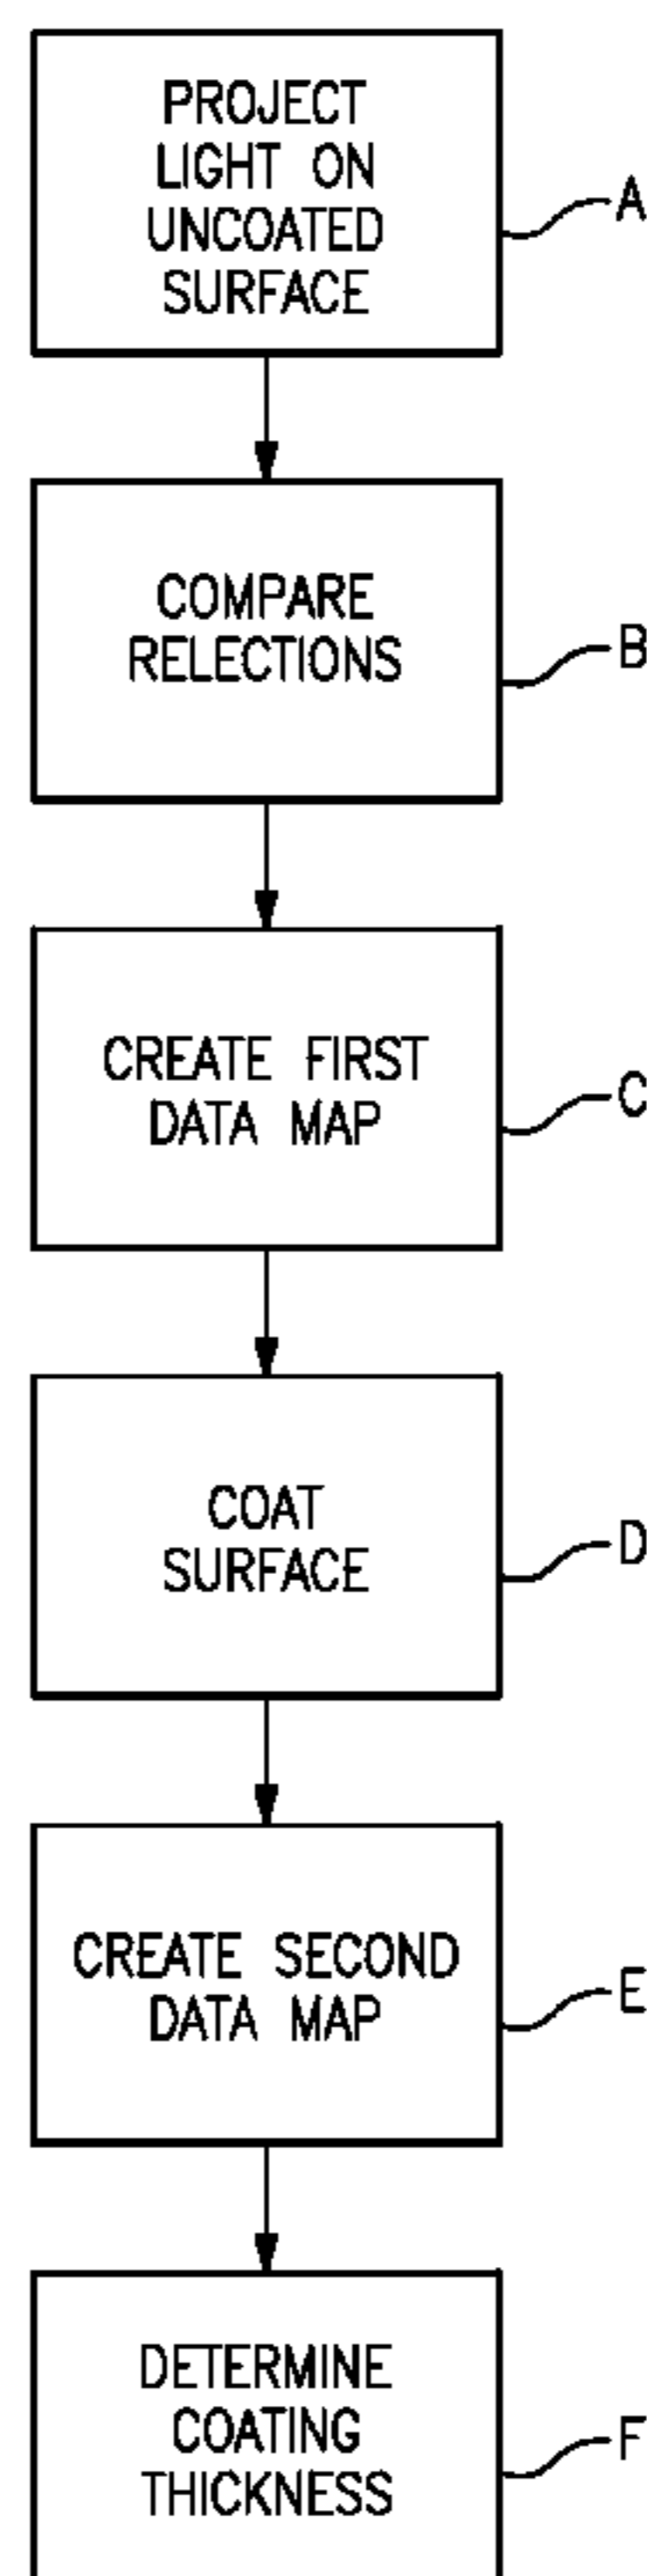 PROJECT
LIGHT ON
UNCOATED
SURFACE
A
COMPARE
RELECTIONS
B
CREATE FIRST
DATA MAP
C
COAT
SURFACE
D
CREATE SECOND
DATA MAP
E
DETERMINE
COATING
THICKNESS
F